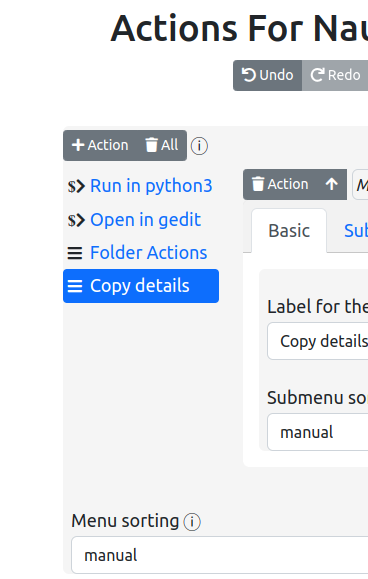 Actions For Nau
Undo Redo
Action All
Run in python3
Action
Open in gedit
Basic Sub
Folder Actions
Copy details
Label for the
Copy details
Submenu so
manual
Menu sorting
manual